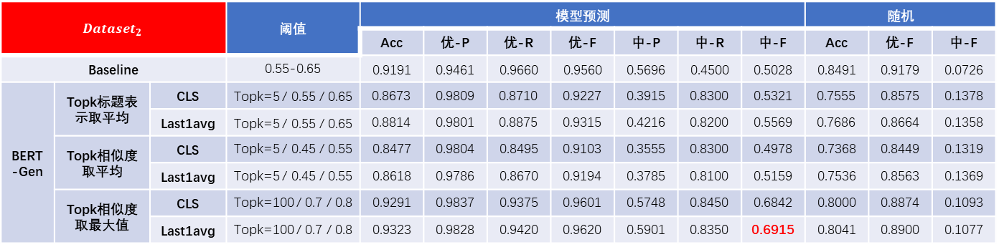 Dataset₂ 阈值 模型预测 随机
Acc 优-P 优-R 优-F 中-P 中-R 中-F Acc 优-F 中-F
Baseline 0.55-0.65 0.9191 0.9461 0.9660 0.9560 0.5696 0.4500 0.5028 0.8491 0.9179 0.0726
BERT
-Gen
Topk标题表
示取平均
CLS Topk=5 / 0.55 / 0.65 0.8673 0.9809 0.8710 0.9227 0.3915 0.8300 0.5321 0.7555 0.8575 0.1378
Last1avg Topk=5 / 0.55 / 0.65 0.8814 0.9801 0.8875 0.9315 0.4216 0.8200 0.5569 0.7686 0.8664 0.1358
Topk相似度
取平均
CLS Topk=5 / 0.45 / 0.55 0.8477 0.9804 0.8495 0.9103 0.3555 0.8300 0.4978 0.7368 0.8449 0.1319
Last1avg Topk=5 / 0.45 / 0.55 0.8618 0.9786 0.8670 0.9194 0.3785 0.8100 0.5159 0.7536 0.8563 0.1369
Topk相似度
取最大值
CLS Topk=100 / 0.7 / 0.8 0.9291 0.9837 0.9375 0.9601 0.5748 0.8450 0.6842 0.8000 0.8874 0.1093
Last1avg Topk=100 / 0.7 / 0.8 0.9323 0.9828 0.9420 0.9620 0.5901 0.8350 0.6915 0.8041 0.8900 0.1077